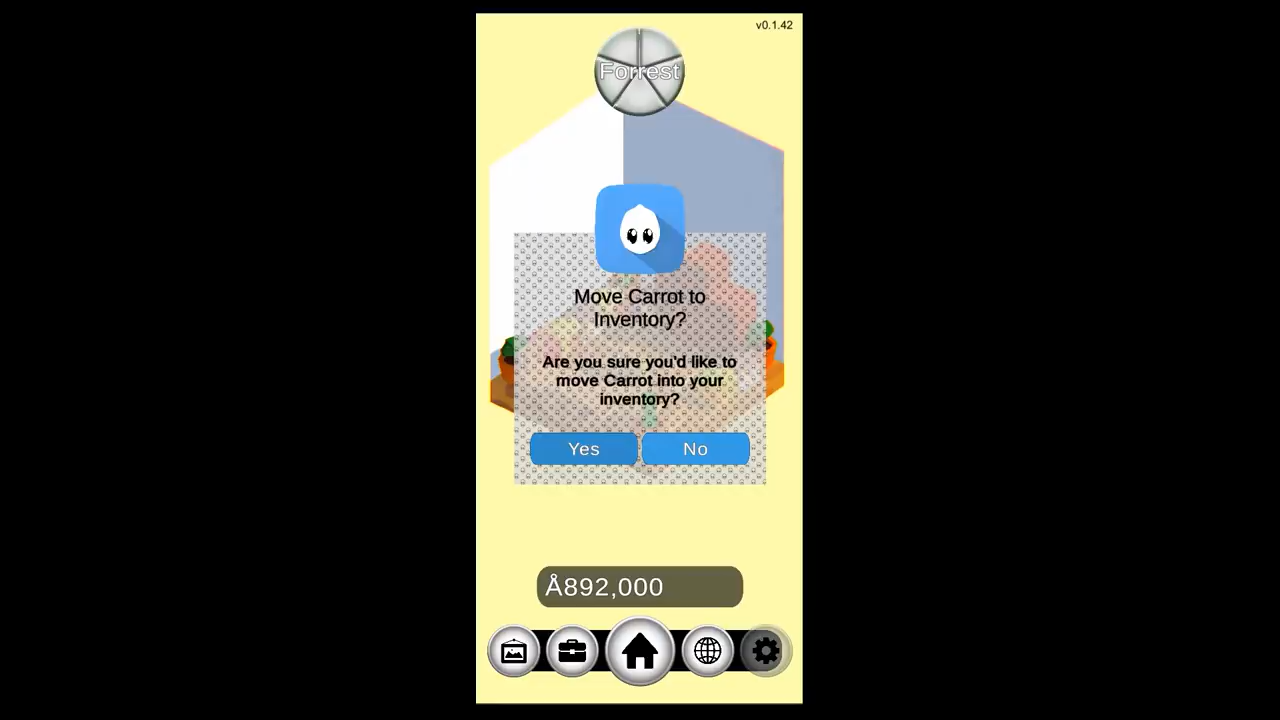 v0.1.42
Forrest
Move Carrot to
Inventory?
Are you sure you'd like to
move Carrot into your
inventory?
Yes No
Å892,000